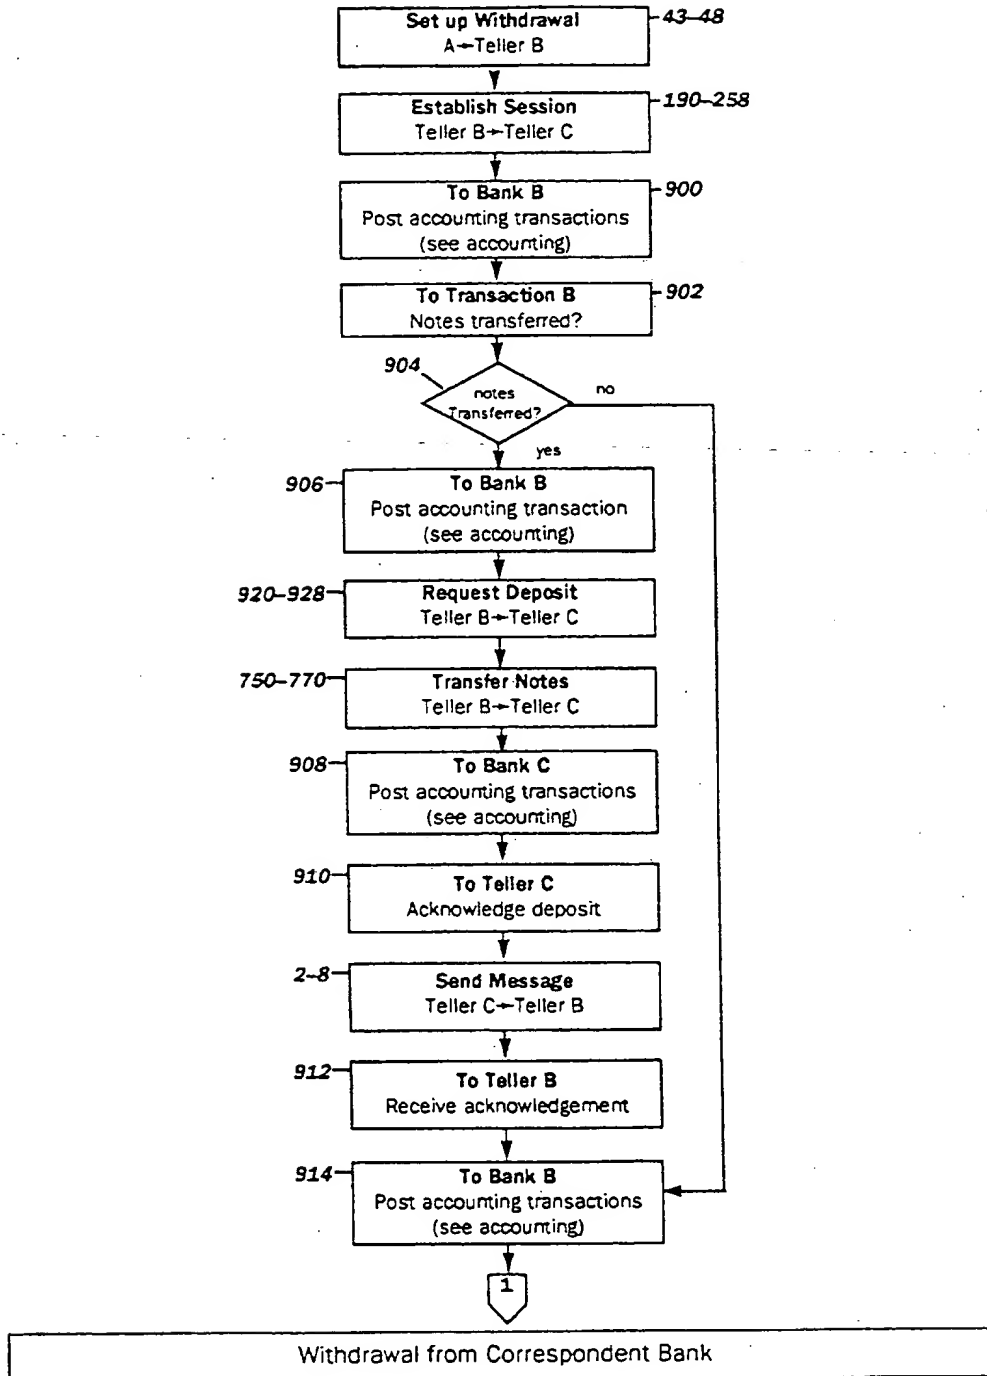 Set up Withdrawal
A→Teller B
43–48
Establish Session
Teller B→Teller C
190–258
To Bank B
Post accounting transactions
(see accounting)
900
To Transaction B
Notes transferred?
902
904
notes
Transferred?
no
yes
906
To Bank B
Post accounting transaction
(see accounting)
920–928
Request Deposit
Teller B→Teller C
750–770
Transfer Notes
Teller B→Teller C
908
To Bank C
Post accounting transactions
(see accounting)
910
To Teller C
Acknowledge deposit
2–8
Send Message
Teller C→Teller B
912
To Teller B
Receive acknowledgement
914
To Bank B
Post accounting transactions
(see accounting)
1
Withdrawal from Correspondent Bank